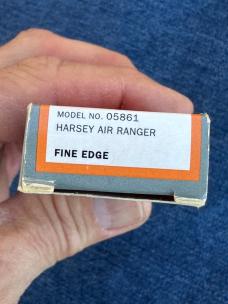 MODEL NO. 05861
HARSEY AIR RANGER
FINE EDGE